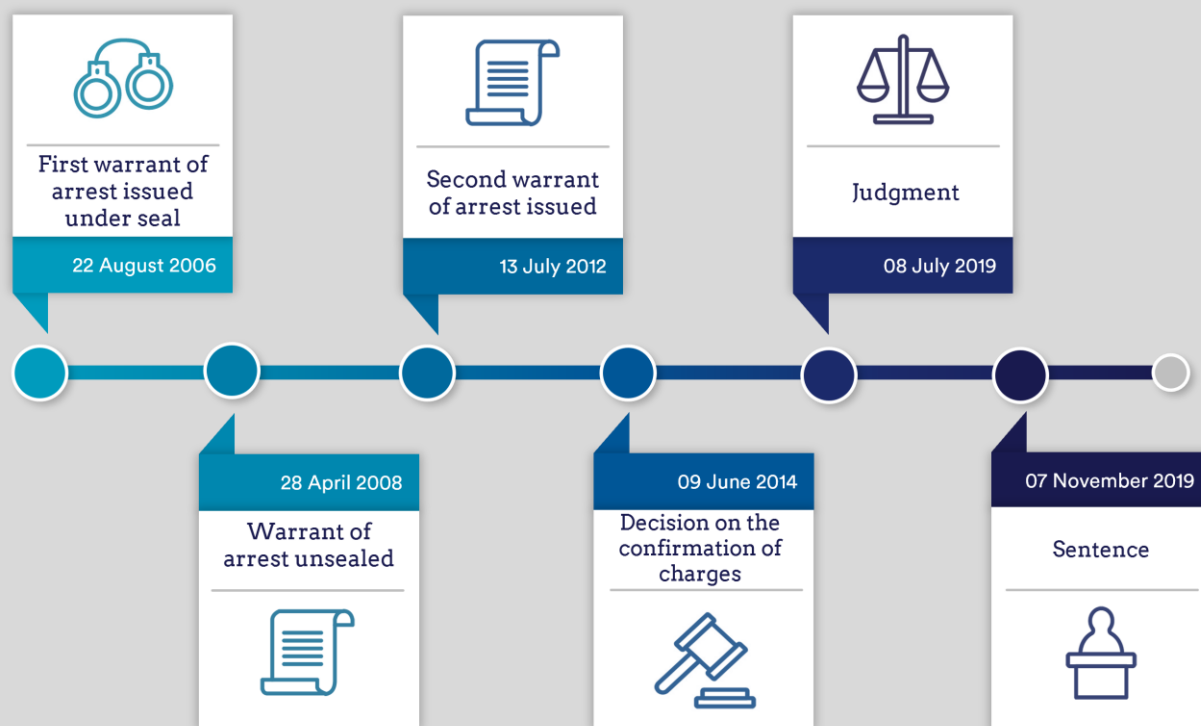 First warrant of
arrest issued
under seal
22 August 2006
28 April 2008
Warrant of
arrest unsealed
Second warrant
of arrest issued
13 July 2012
09 June 2014
Decision on the
confirmation of
charges
Judgment
08 July 2019
07 November 2019
Sentence